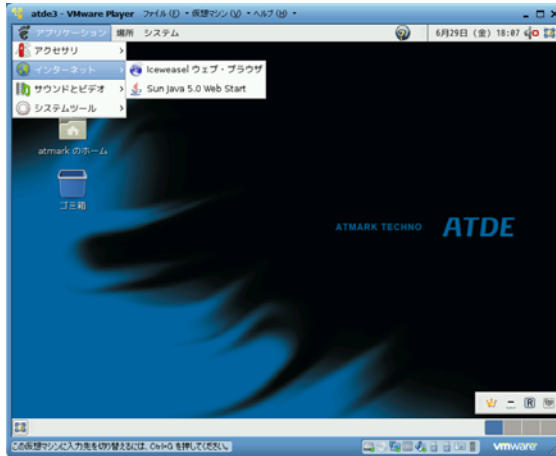 atde3 - VMware Player ファイル(F) 仮想マシン(V) ヘルプ(H)
アプリケーション 場所 システム 6月29日 (金) 18:07
アクセサリ
インターネット
サウンドとビデオ
システムツール
Iceweasel ウェブ・ブラウザ
Sun Java 5.0 Web Start
atmark のホーム
ゴミ箱
ATMARK TECHNO ATDE
R
この仮想マシンに入力先を切り替えるには、Ctrl+G を押してください。 vmware